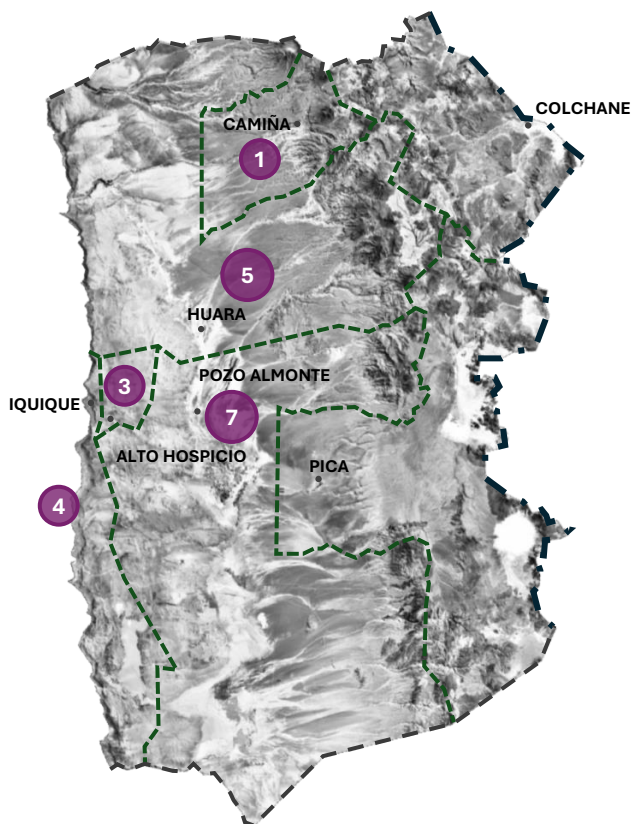 COLCHANE
CAMIÑA
1
5
HUARA
POZO ALMONTE
3
IQUIQUE
7
ALTO HOSPICIO
PICA
4